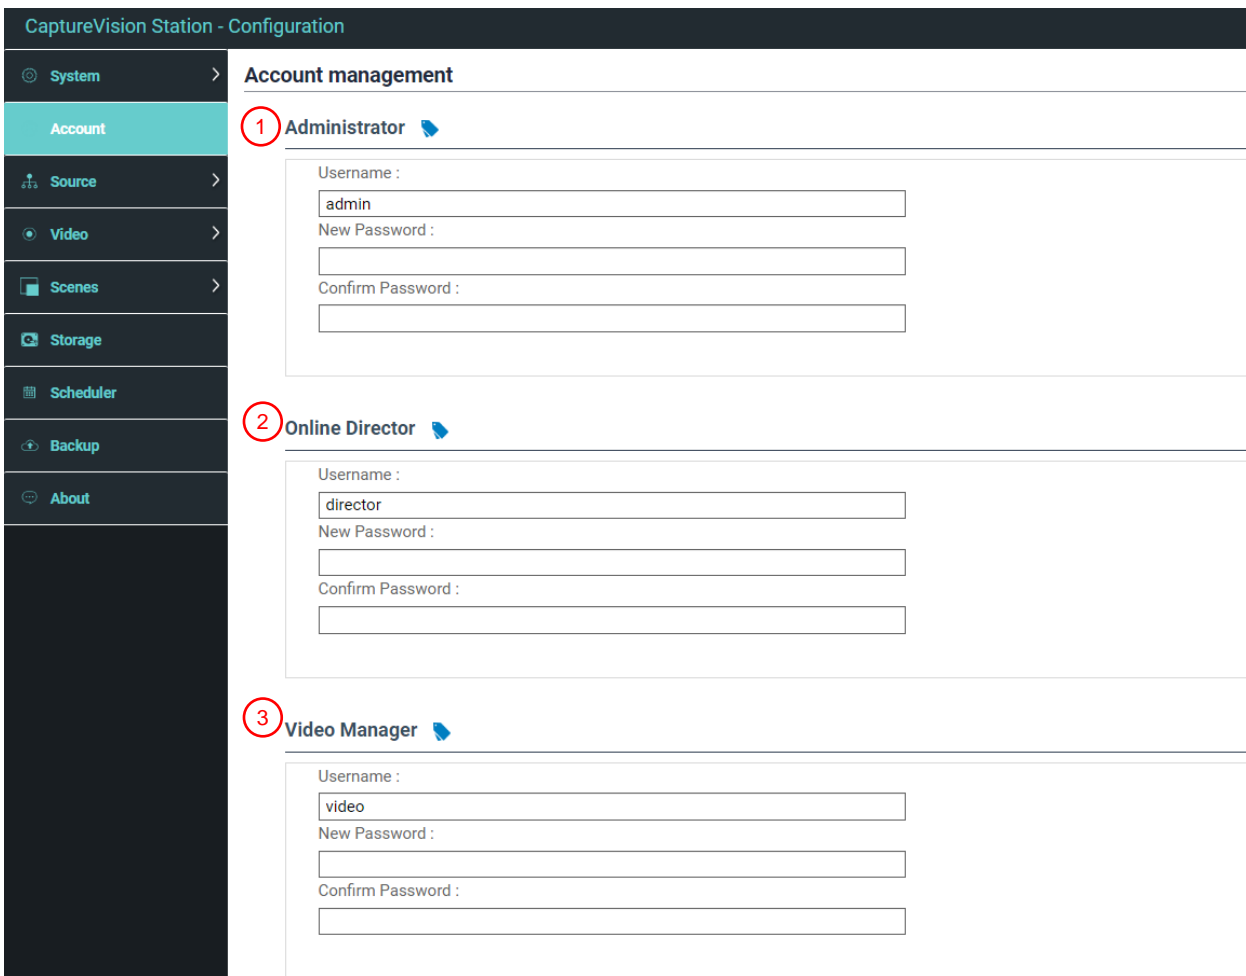 CaptureVision Station - Configuration
System
Account
Source
Video
Scenes
Storage
Scheduler
Backup
About
Account management
1 Administrator
Username :
admin
New Password :
Confirm Password :
2 Online Director
Username :
director
New Password :
Confirm Password :
3 Video Manager
Username :
video
New Password :
Confirm Password :